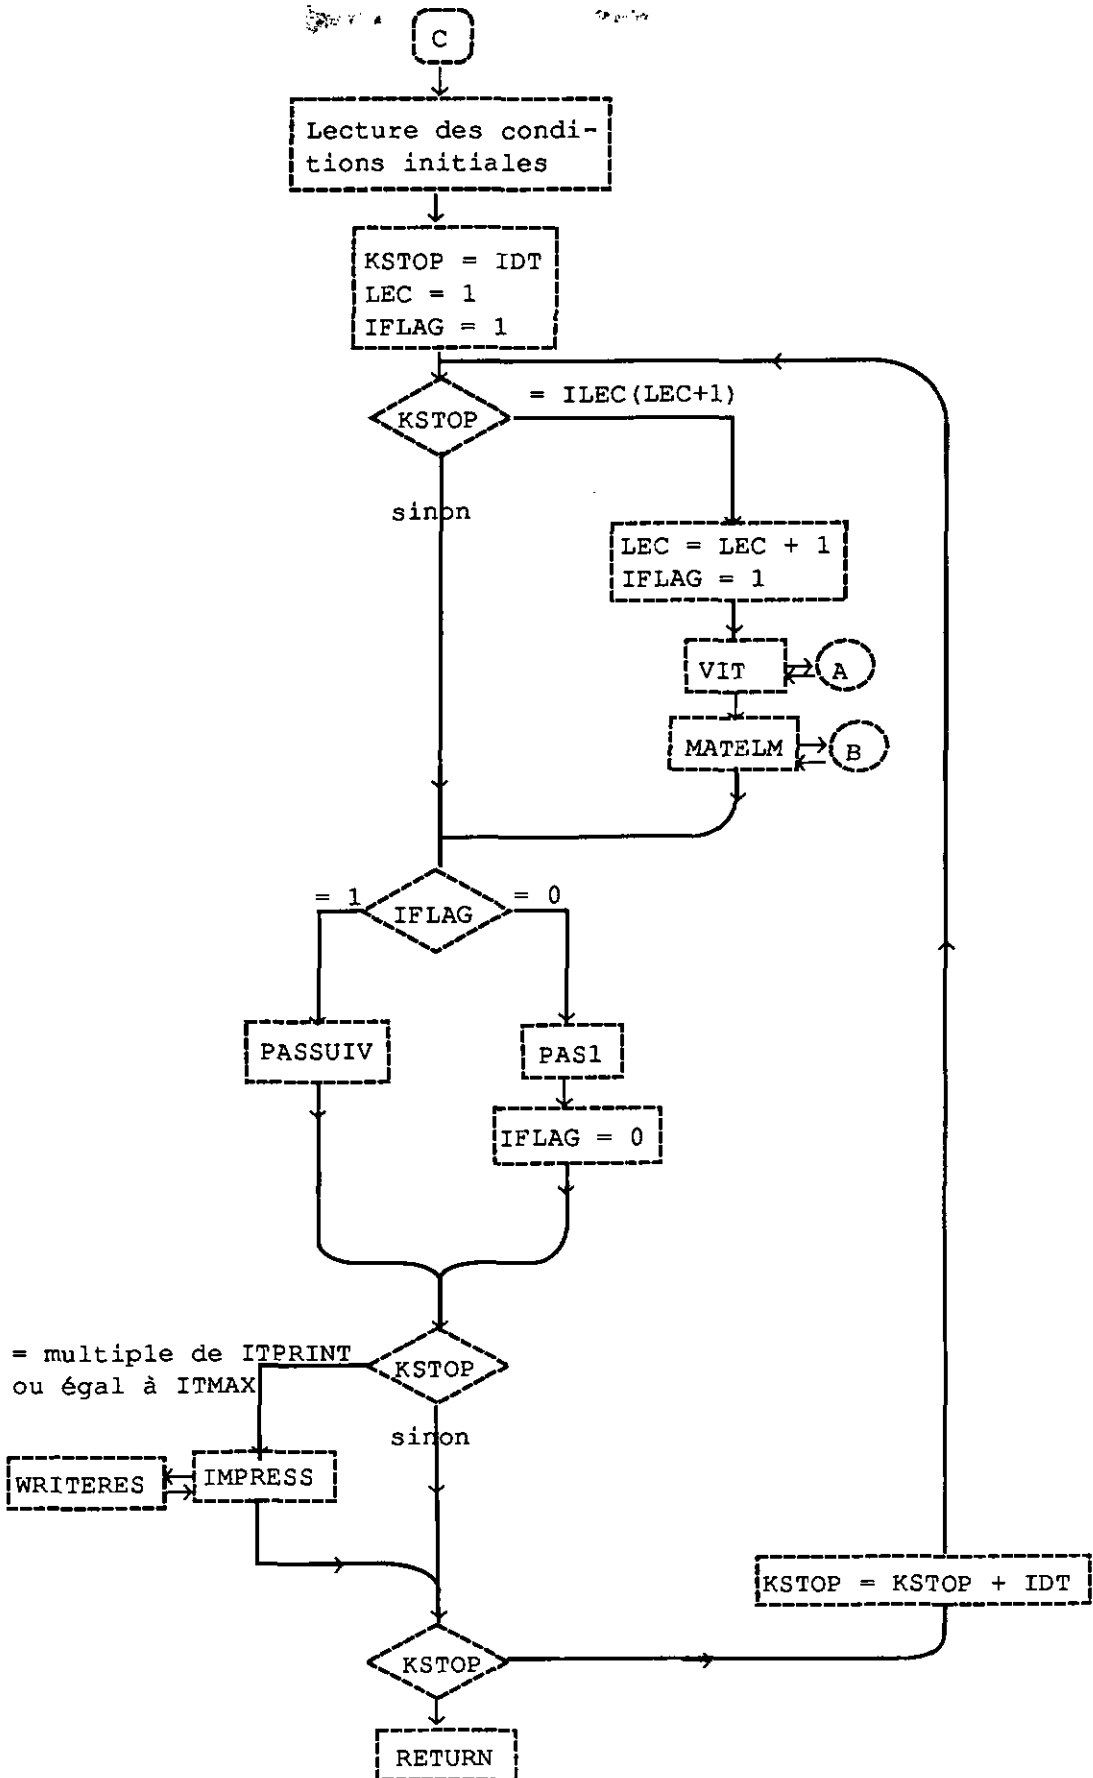 C
Lecture des condi-
tions initiales
KSTOP = IDT
LEC = 1
IFLAG = 1
= ILEC(LEC+1)
KSTOP
sinon
LEC = LEC + 1
IFLAG = 1
VIT
A
MATELM
B
= 1
IFLAG
= 0
PASSUIV
PAS1
IFLAG = 0
= multiple de ITPRINT
ou égal à ITMAX
KSTOP
sinon
WRITERES
IMPRESS
KSTOP = KSTOP + IDT
KSTOP
RETURN